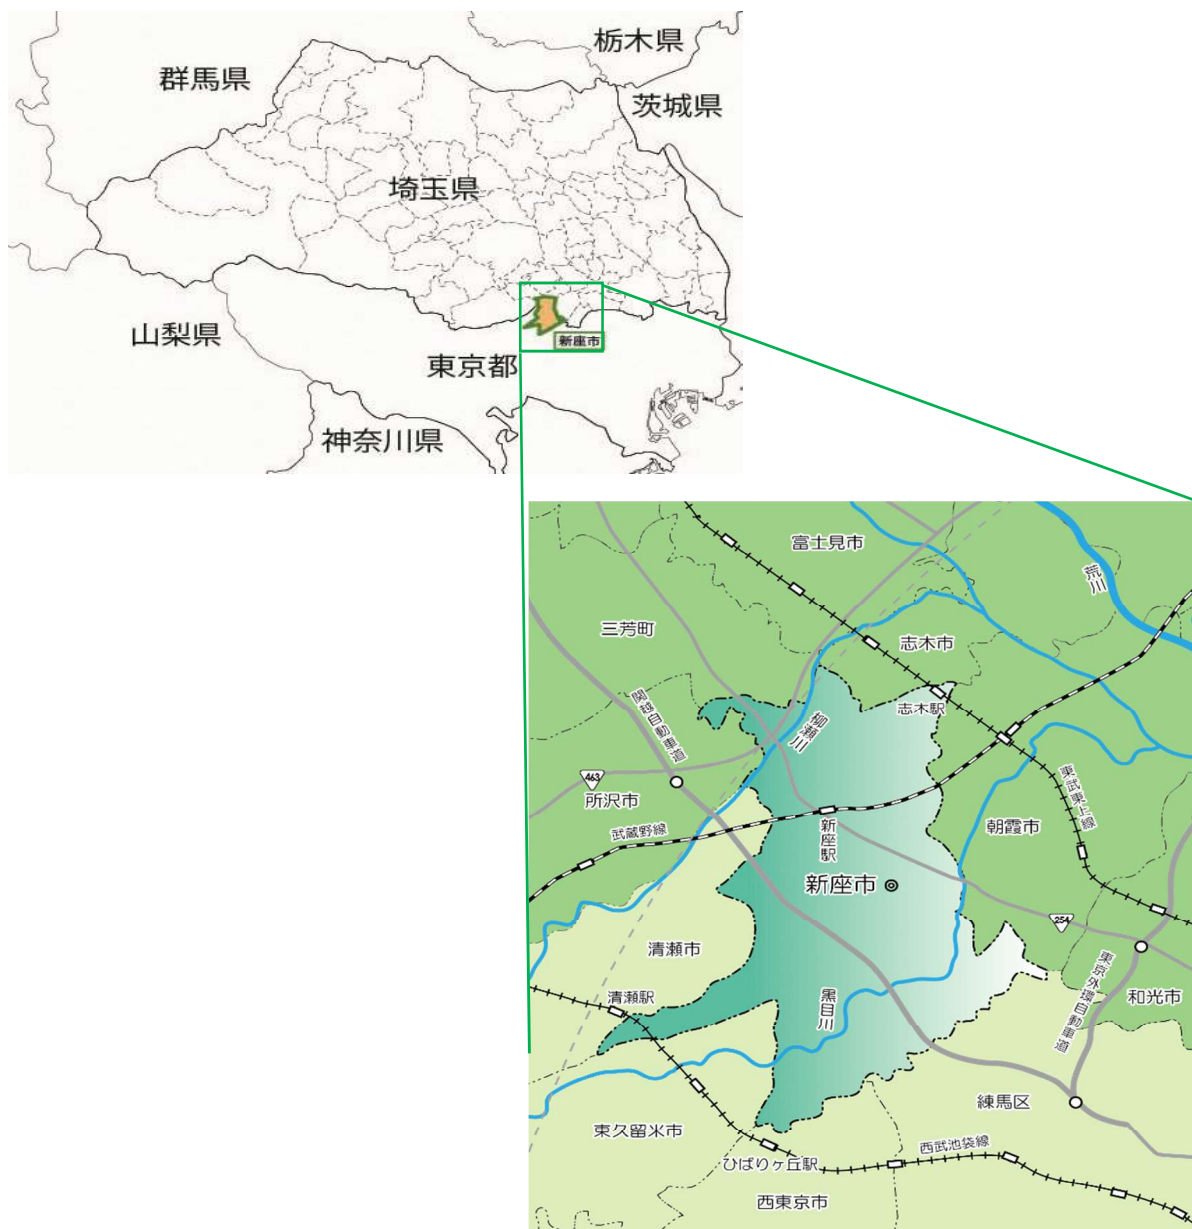 栃木県
群馬県
茨城県
埼玉県
山梨県
新座市
東京都
神奈川県
富士見市
荒川
三芳町
志木市
関越自動車道
志木駅
柳瀬川
463
所沢市
東武東上線
武蔵野線
新座駅
朝霞市
新座市
254
清瀬市
清瀬駅
黒目川
東京外環自動車道
和光市
練馬区
東久留米市
西武池袋線
ひばりヶ丘駅
西東京市